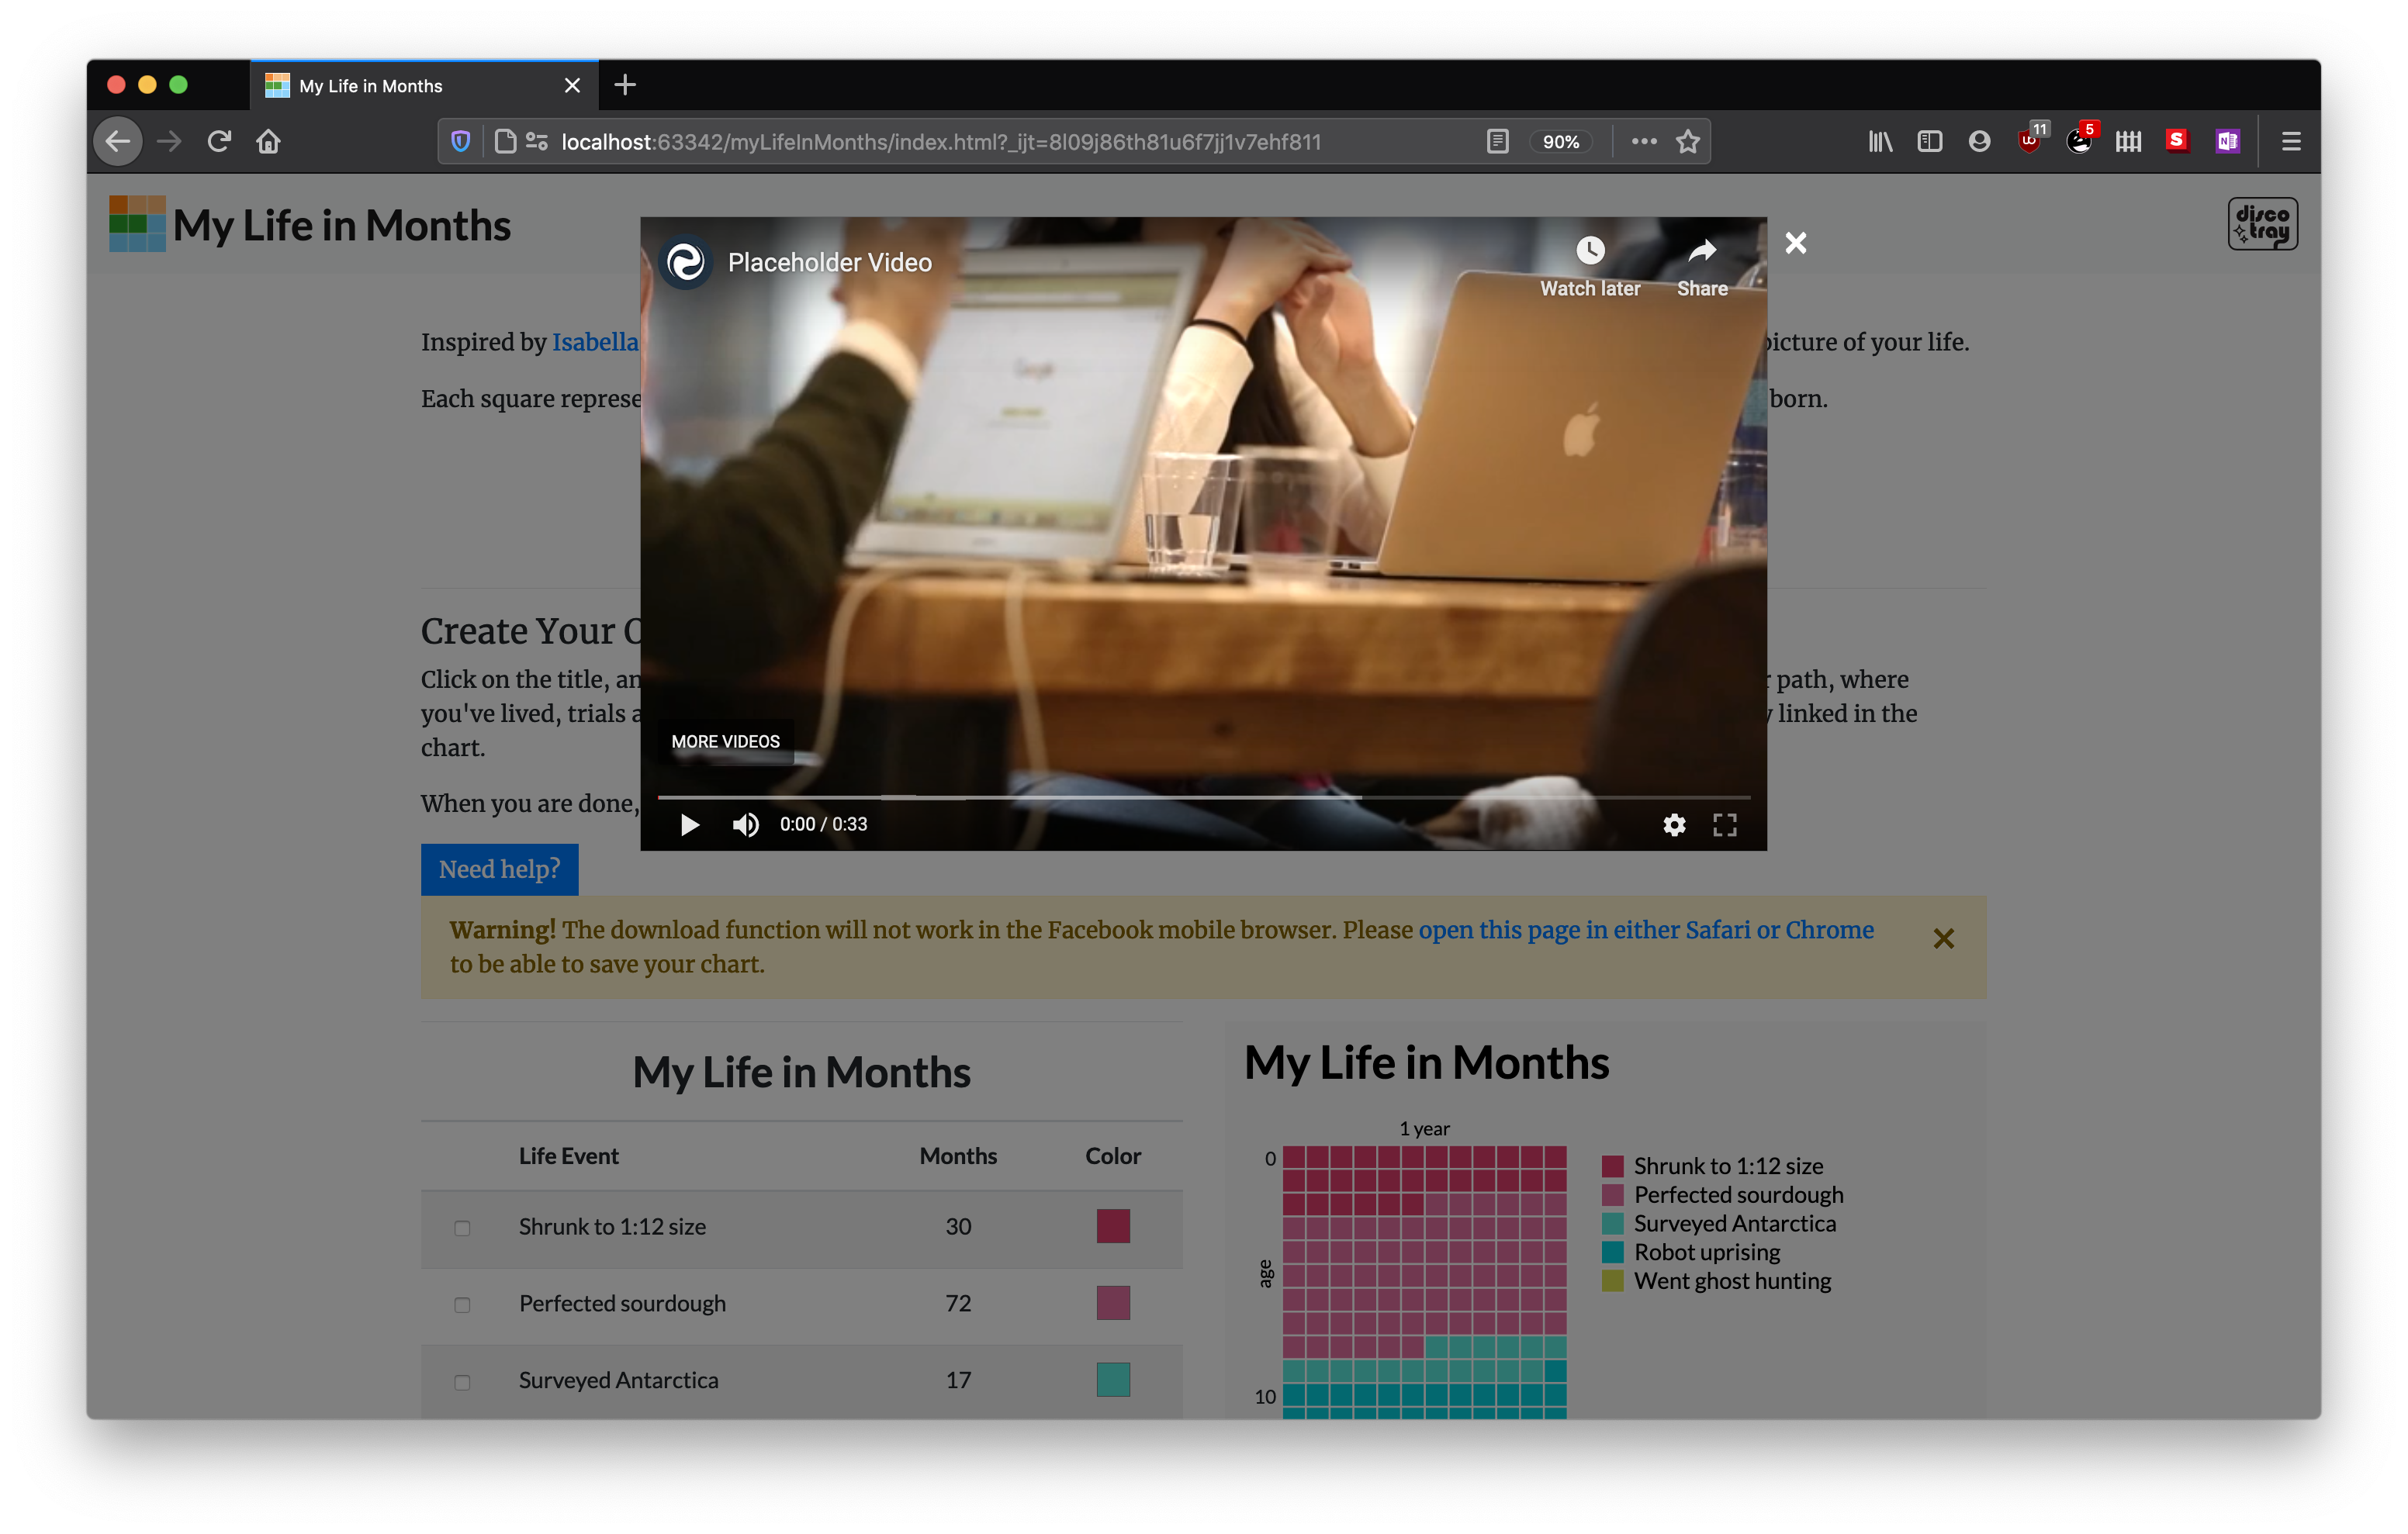 My Life in Months
localhost:63342/myLifeInMonths/index.html?_ijt=8l09j86th81u6f7jj1v7ehf811
90%
11
5
S
N
My Life in Months
disco
tray
Placeholder Video
Watch later
Share
Google
Inspired by Isabella
picture of your life.
Each square represe
born.
Create Your O
Click on the title, an
r path, where
you've lived, trials a
y linked in the
chart.
MORE VIDEOS
When you are done,
0:00 / 0:33
Need help?
Warning! The download function will not work in the Facebook mobile browser. Please open this page in either Safari or Chrome
to be able to save your chart.
My Life in Months
Life Event Months Color
Shrunk to 1:12 size 30
Perfected sourdough 72
Surveyed Antarctica 17
My Life in Months
1 year
0
age
10
Shrunk to 1:12 size
Perfected sourdough
Surveyed Antarctica
Robot uprising
Went ghost hunting